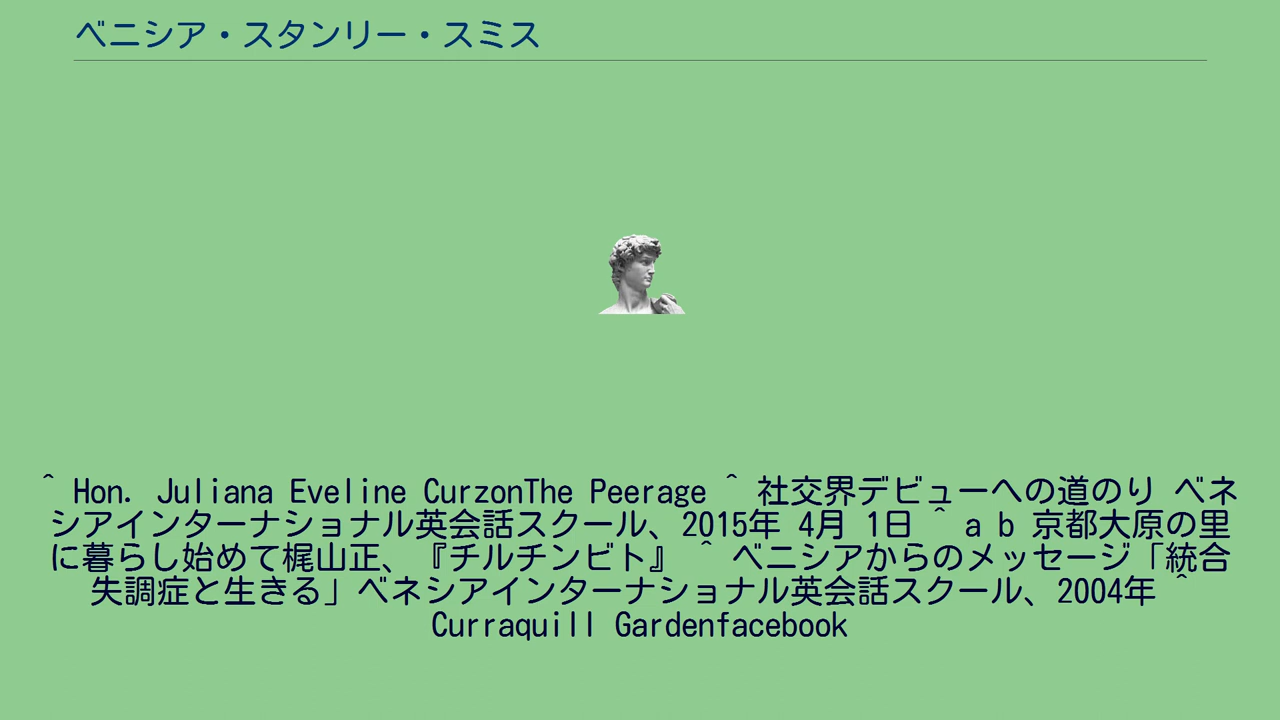 ベニシア・スタンリー・スミス
^ Hon. Juliana Eveline CurzonThe Peerage ^ 社交界デビューへの道のり ベネ
シアインターナショナル英会話スクール、2015年 4月 1日 ^ a b 京都大原の里
に暮らし始めて梶山正、『チルチンビト』 ^ ベニシアからのメッセージ「統合
失調症と生きる」ベネシアインターナショナル英会話スクール、2004年 ^
Curraquill Gardenfacebook